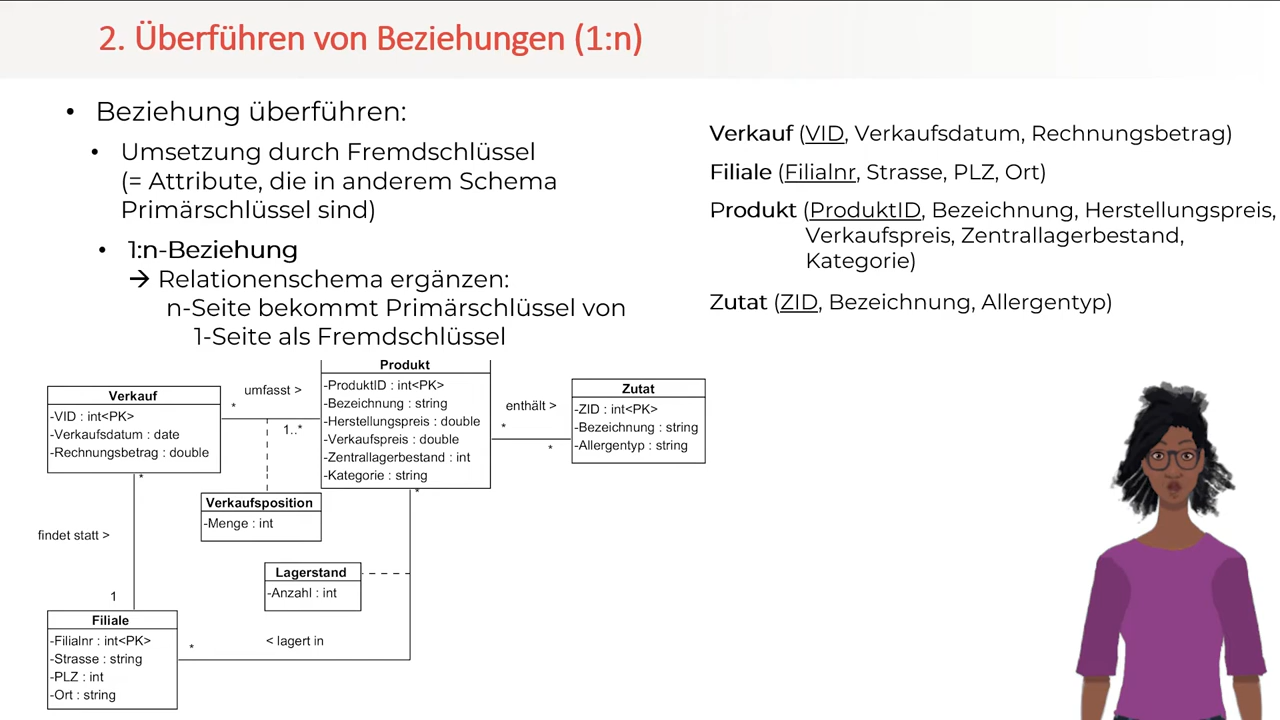 2. Überführen von Beziehungen (1:n)
• Beziehung überführen:
• Umsetzung durch Fremdschlüssel
(= Attribute, die in anderem Schema
Primärschlüssel sind)
• 1:n-Beziehung
→ Relationenschema ergänzen:
n-Seite bekommt Primärschlüssel von
1-Seite als Fremdschlüssel
Verkauf (VID, Verkaufsdatum, Rechnungsbetrag)
Filiale (Filialnr, Strasse, PLZ, Ort)
Produkt (ProduktID, Bezeichnung, Herstellungspreis,
Verkaufspreis, Zentrallagerbestand,
Kategorie)
Zutat (ZID, Bezeichnung, Allergentyp)
Verkauf
-VID : int<PK>
-Verkaufsdatum : date
-Rechnungsbetrag : double
umfasst >
*
1..*
Produkt
-ProduktID : int<PK>
-Bezeichnung : string
-Herstellungspreis : double
-Verkaufspreis : double
-Zentrallagerbestand : int
-Kategorie : string
enthält >
*
*
Zutat
-ZID : int<PK>
-Bezeichnung : string
-Allergentyp : string
*
*
Verkaufsposition
-Menge : int
findet statt >
Lagerstand
-Anzahl : int
1
Filiale
-Filialnr : int<PK>
-Strasse : string
-PLZ : int
-Ort : string
*
< lagert in